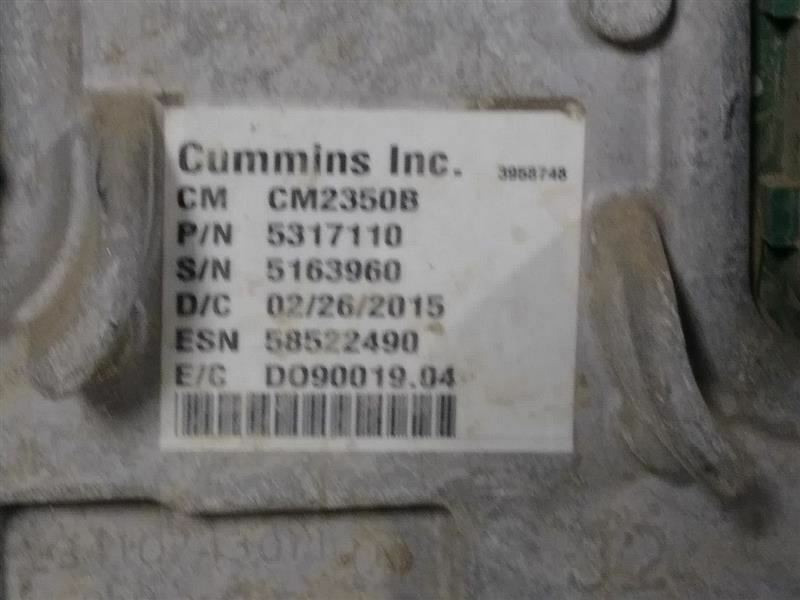 Cummins Inc. 3958748
CM CM2350B
P/N 5317110
S/N 5163960
D/C 02/26/2015
ESN 58522490
E/C DO90019.04